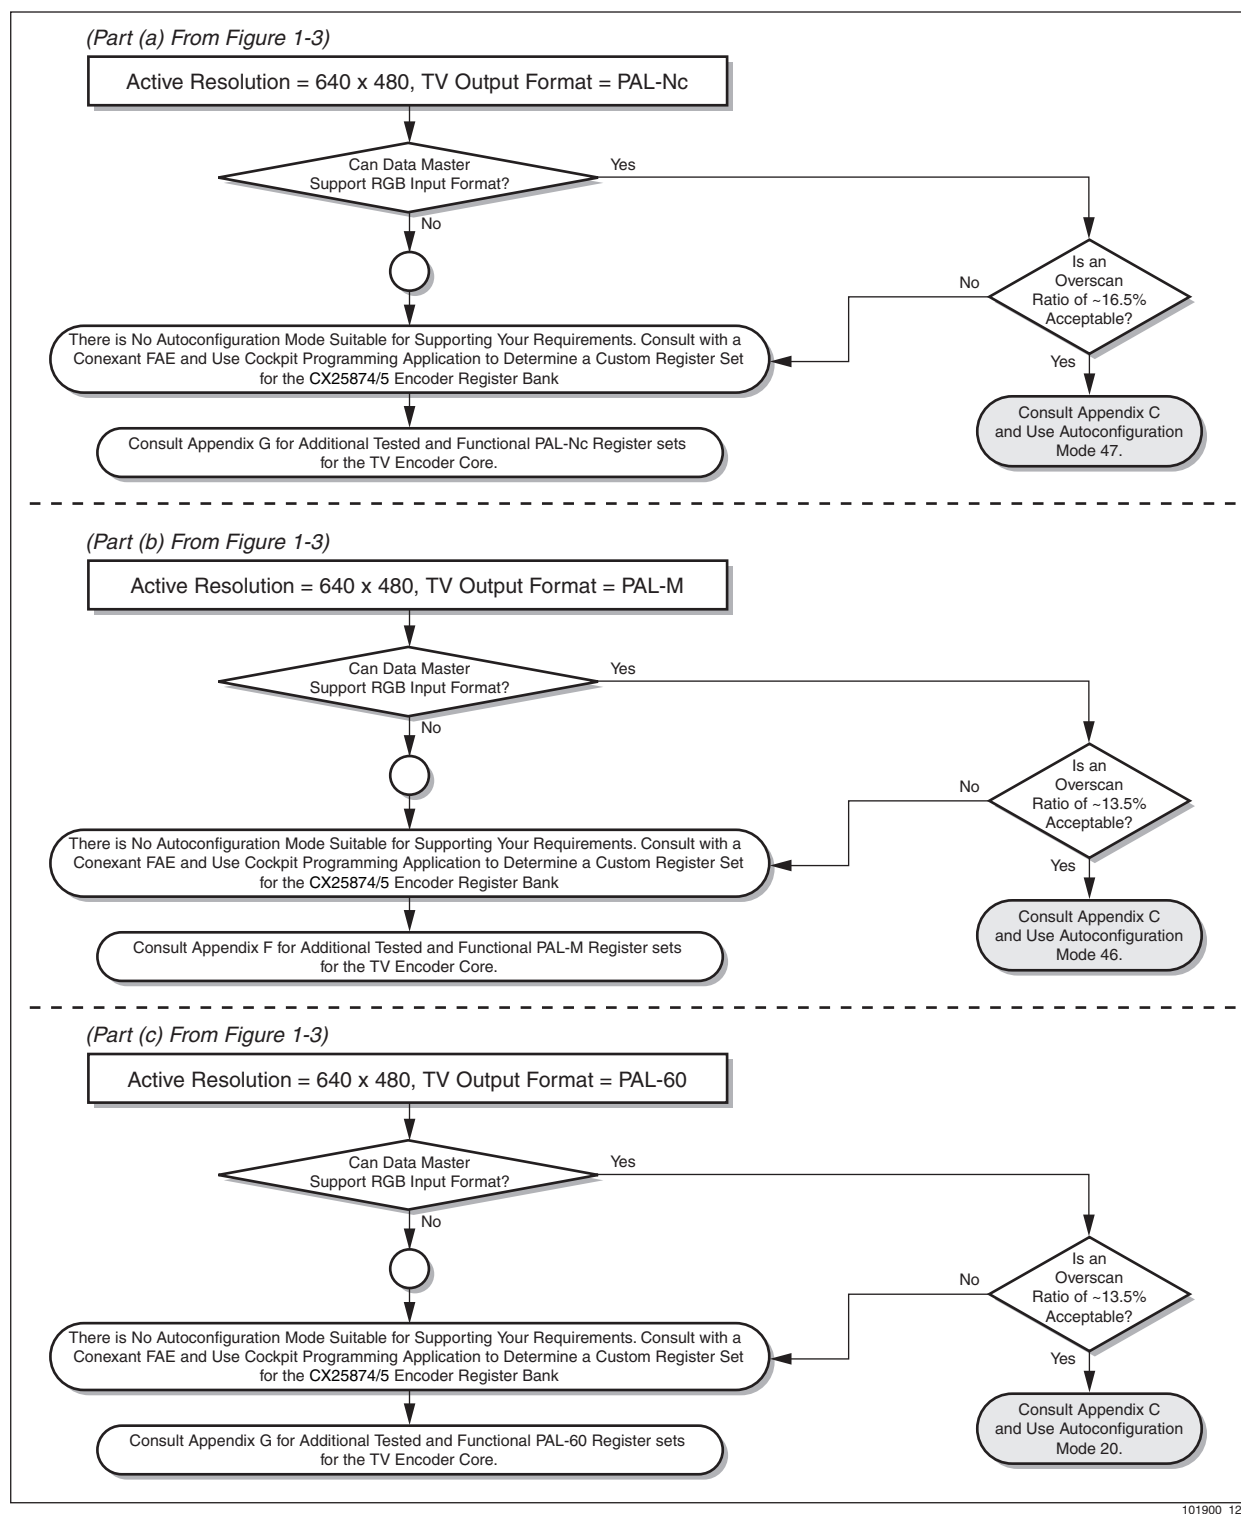 (Part (a) From Figure 1-3)
Active Resolution = 640 x 480, TV Output Format = PAL-Nc
Can Data Master
Support RGB Input Format?
Yes
No
Is an
Overscan
Ratio of ~16.5%
Acceptable?
No
Yes
There is No Autoconfiguration Mode Suitable for Supporting Your Requirements. Consult with a
Conexant FAE and Use Cockpit Programming Application to Determine a Custom Register Set
for the CX25874/5 Encoder Register Bank
Consult Appendix C
and Use Autoconfiguration
Mode 47.
Consult Appendix G for Additional Tested and Functional PAL-Nc Register sets
for the TV Encoder Core.
(Part (b) From Figure 1-3)
Active Resolution = 640 x 480, TV Output Format = PAL-M
Can Data Master
Support RGB Input Format?
Yes
No
Is an
Overscan
Ratio of ~13.5%
Acceptable?
No
Yes
There is No Autoconfiguration Mode Suitable for Supporting Your Requirements. Consult with a
Conexant FAE and Use Cockpit Programming Application to Determine a Custom Register Set
for the CX25874/5 Encoder Register Bank
Consult Appendix C
and Use Autoconfiguration
Mode 46.
Consult Appendix F for Additional Tested and Functional PAL-M Register sets
for the TV Encoder Core.
(Part (c) From Figure 1-3)
Active Resolution = 640 x 480, TV Output Format = PAL-60
Can Data Master
Support RGB Input Format?
Yes
No
Is an
Overscan
Ratio of ~13.5%
Acceptable?
No
Yes
There is No Autoconfiguration Mode Suitable for Supporting Your Requirements. Consult with a
Conexant FAE and Use Cockpit Programming Application to Determine a Custom Register Set
for the CX25874/5 Encoder Register Bank
Consult Appendix C
and Use Autoconfiguration
Mode 20.
Consult Appendix G for Additional Tested and Functional PAL-60 Register sets
for the TV Encoder Core.
101900_12